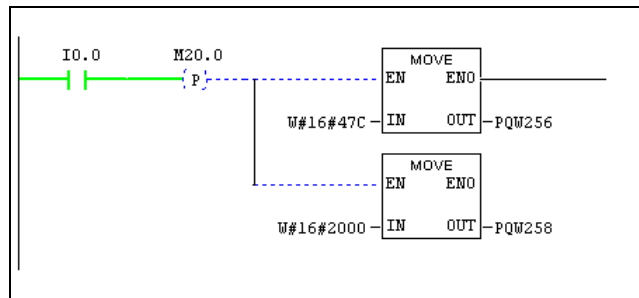 I0.0 M20.0
P
MOVE
EN ENO
W#16#47C IN OUT PQW256
MOVE
EN ENO
W#16#2000 IN OUT PQW258